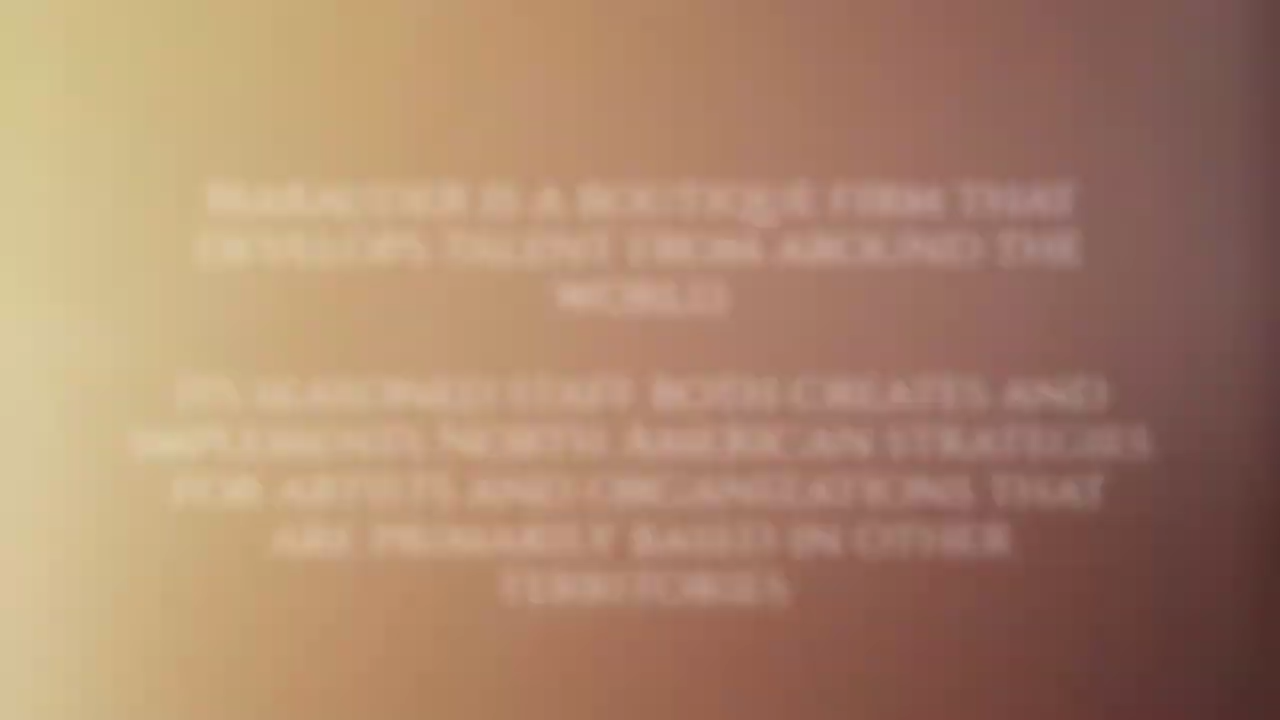 MARAUDER IS A BOUTIQUE FIRM THAT
DEVELOPS TALENT FROM AROUND THE
WORLD
ITS SEASONED STAFF BOTH CREATES AND
IMPLEMENTS NORTH AMERICAN STRATEGIES
FOR ARTISTS AND ORGANIZATIONS THAT
ARE PRIMARILY BASED IN OTHER
TERRITORIES